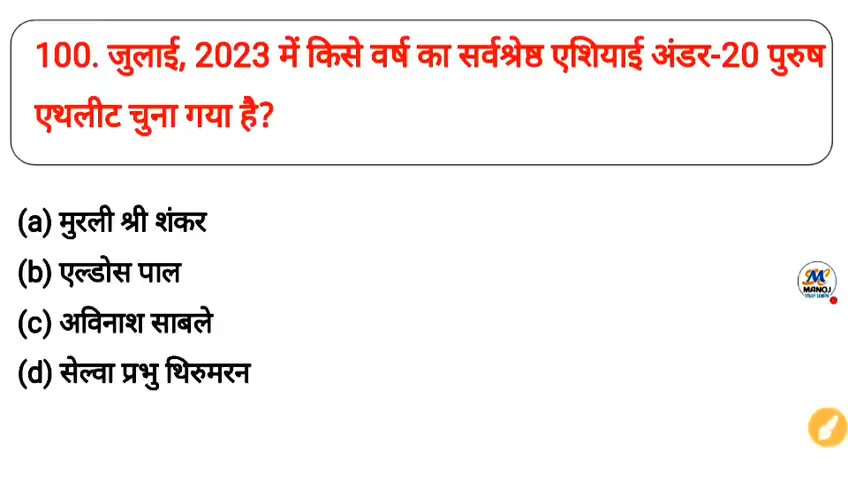 100. जुलाई, 2023 में किसे वर्ष का सर्वश्रेष्ठ एशियाई अंडर-20 पुरुष
एथलीट चुना गया है?
(a) मुरली श्री शंकर
(b) एल्डोस पाल
(c) अविनाश साबले
(d) सेल्वा प्रभु थिरुमरन
MANOJ